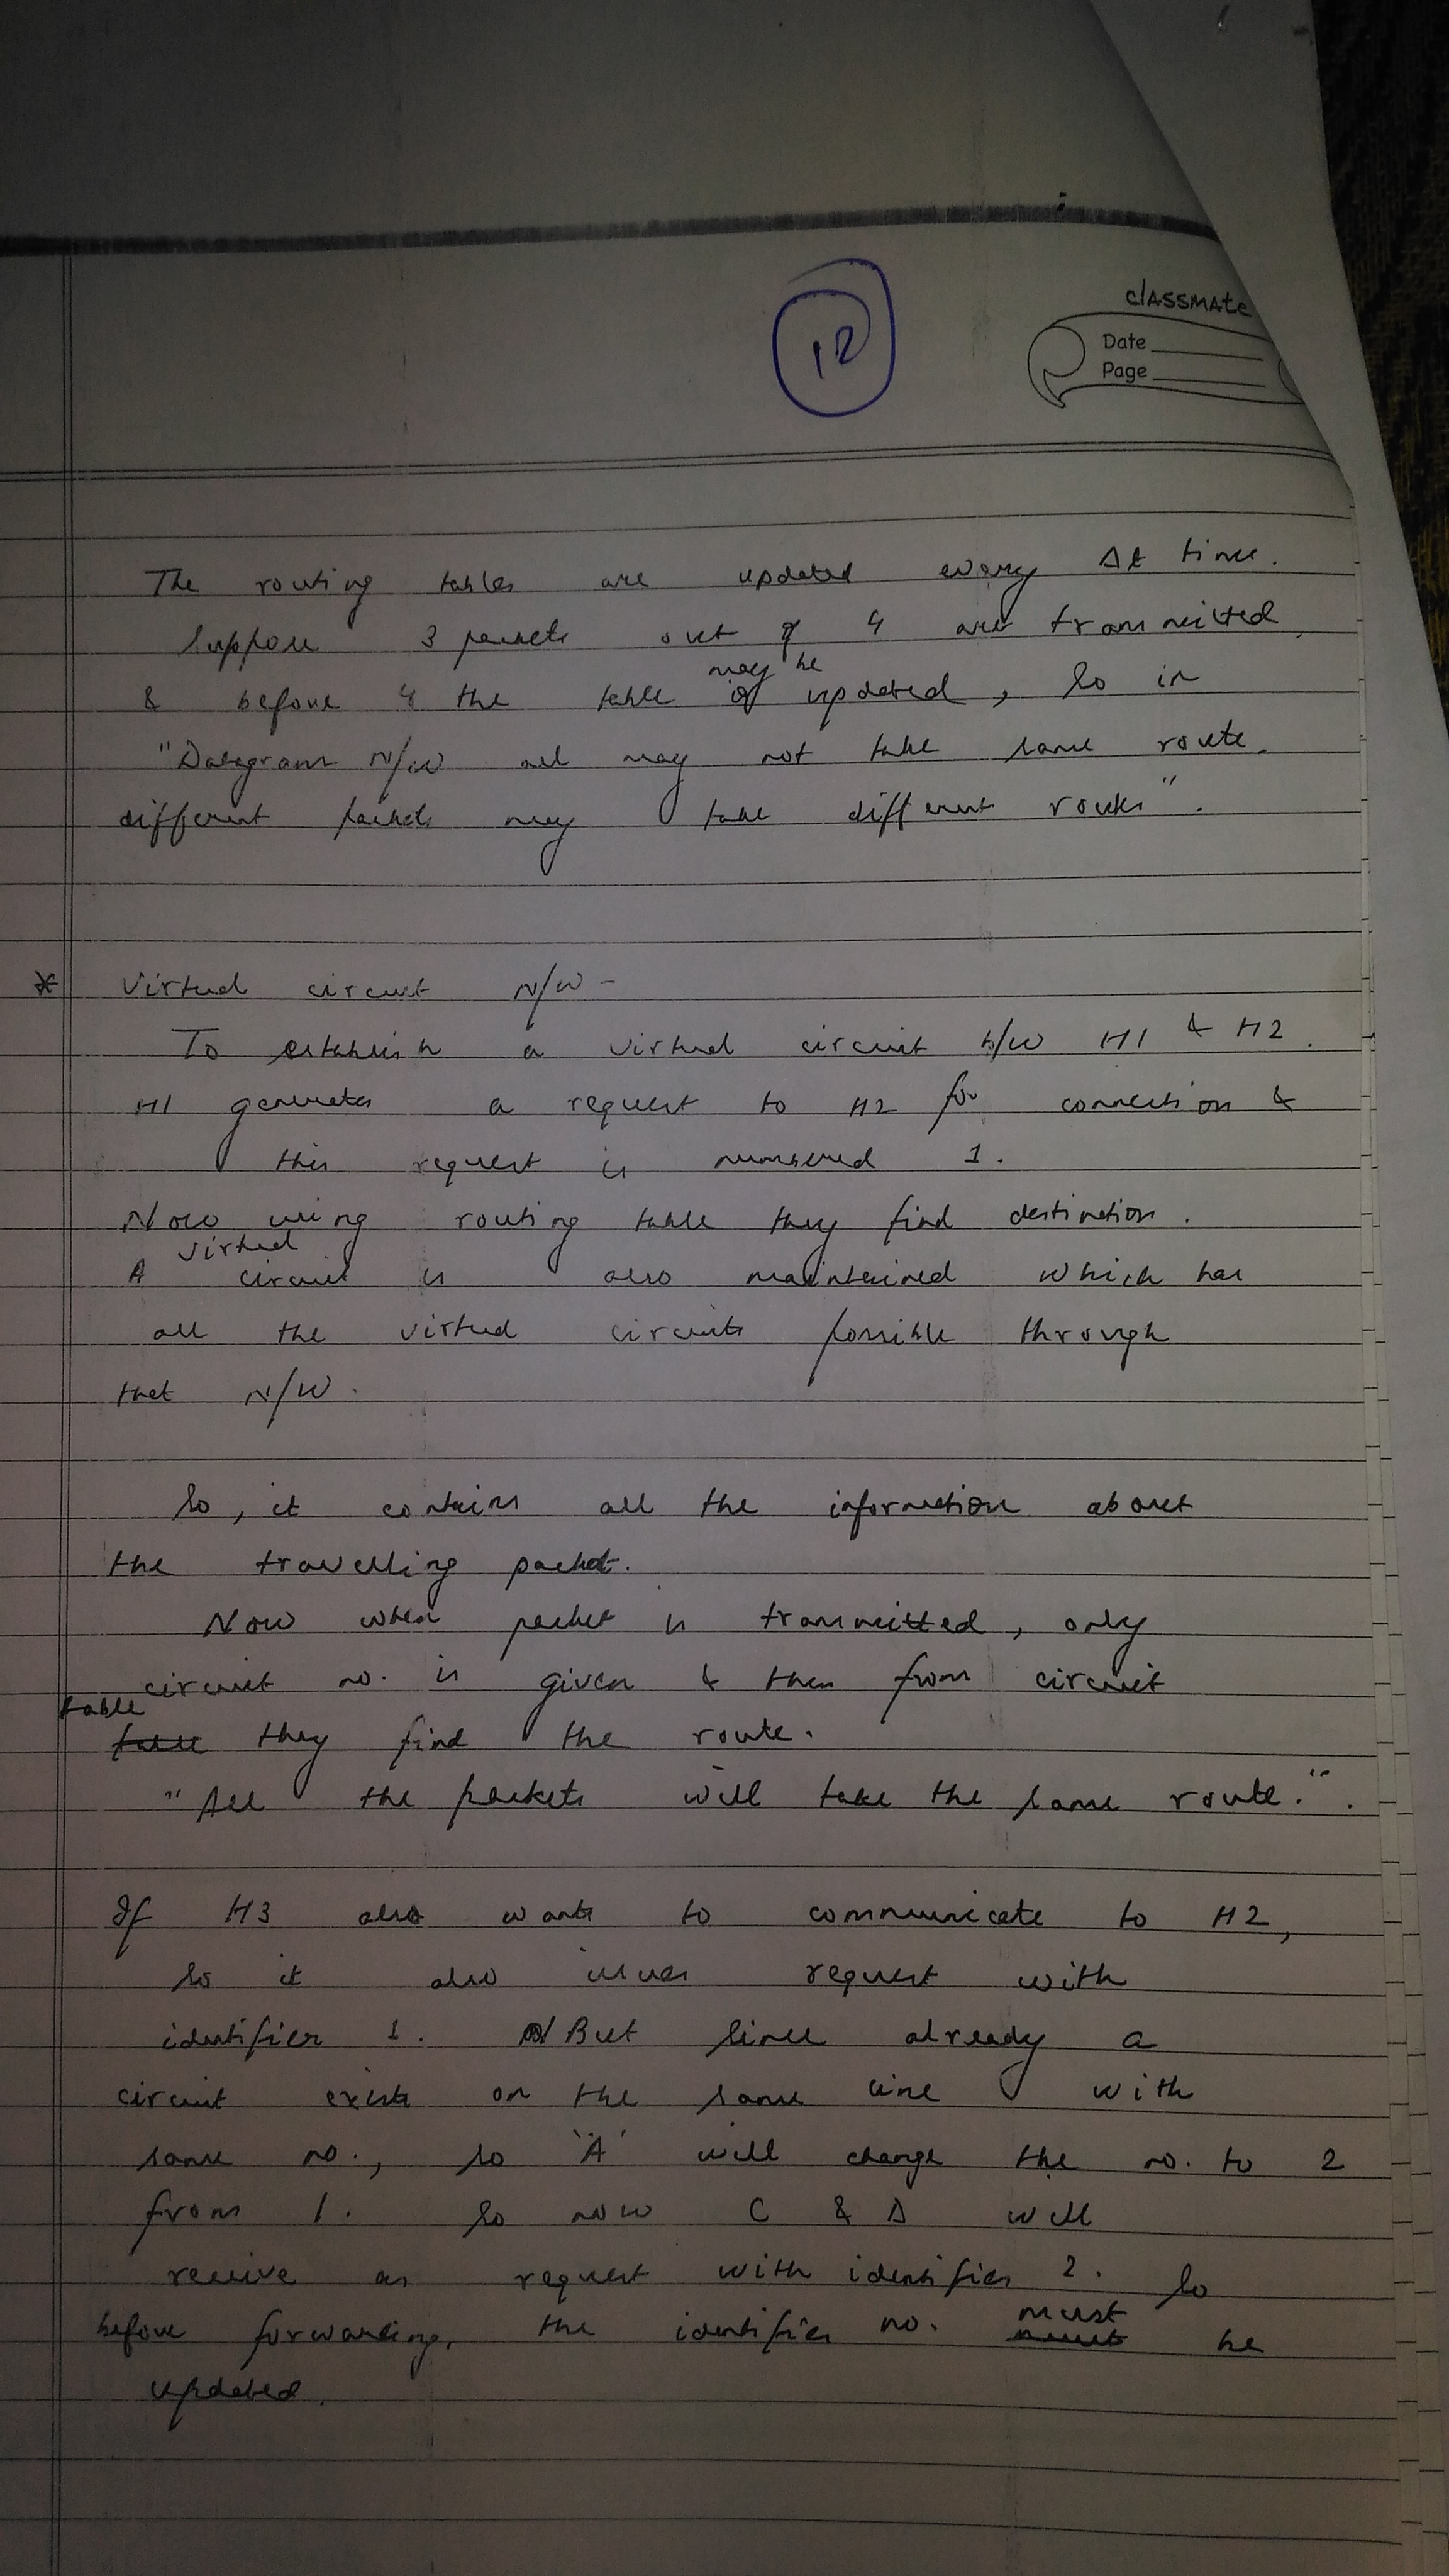 12
classmate
Date
Page
The routing tables are updated every Δt time.
Suppose 3 packets out of 4 are transmitted,
& before 4 the table may be updated, so in
"Datagram N/W all may not take same route.
different packets may take different routes".
* Virtual circuit N/W -
To establish a virtual circuit b/w H1 & H2.
H1 generates a request to H2 for connection &
this request is numbered 1.
Now using routing table they find destination.
A virtual circuit is also maintained which has
all the virtual circuits possible through
that N/W.
So, it contains all the information about
the travelling packet.
Now when packet is transmitted, only
circuit no. is given & then from circuit
table they find the route.
"All the packets will take the same route.".
If H3 also wants to communicate to H2,
so it also issues request with
identifier 1. But since already a
circuit exists on the same line with
same no., so "A" will change the no. to 2
from 1. So now C & D will
receive an request with identifier 2. So
before forwarding, the identifier no. must be
updated.